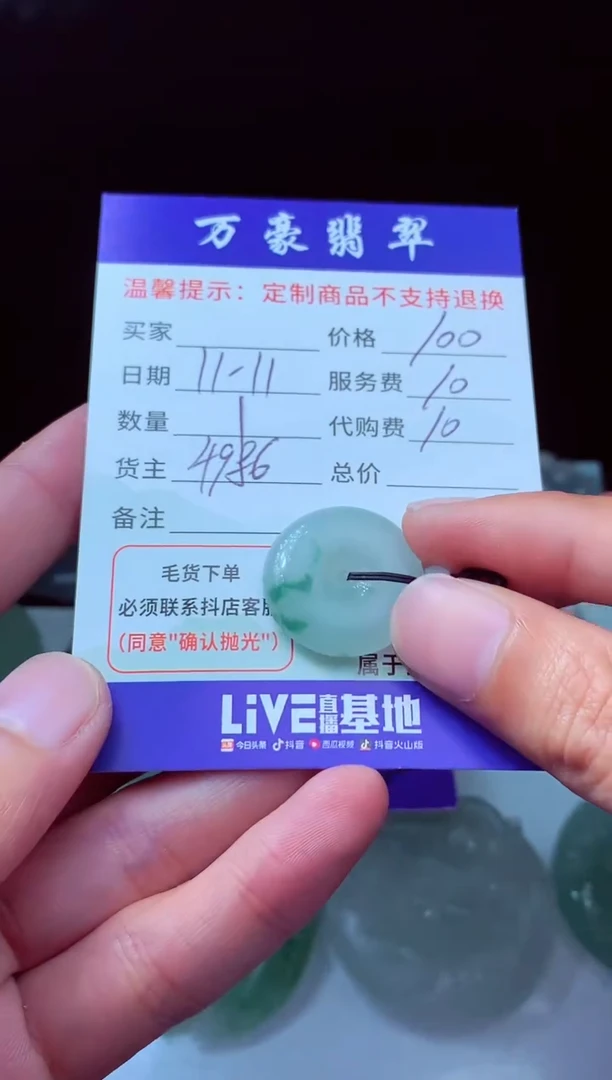 万豪翡翠
温馨提示：定制商品不支持退换
买家
价格 100
日期 11-11
服务费 10
数量 1
代购费 10
货主 4986
总价
备注
毛货下单
必须联系抖店客服
(同意"确认抛光")
属于
LiVE直播基地
今日头条 抖音 西瓜视频 抖音火山版